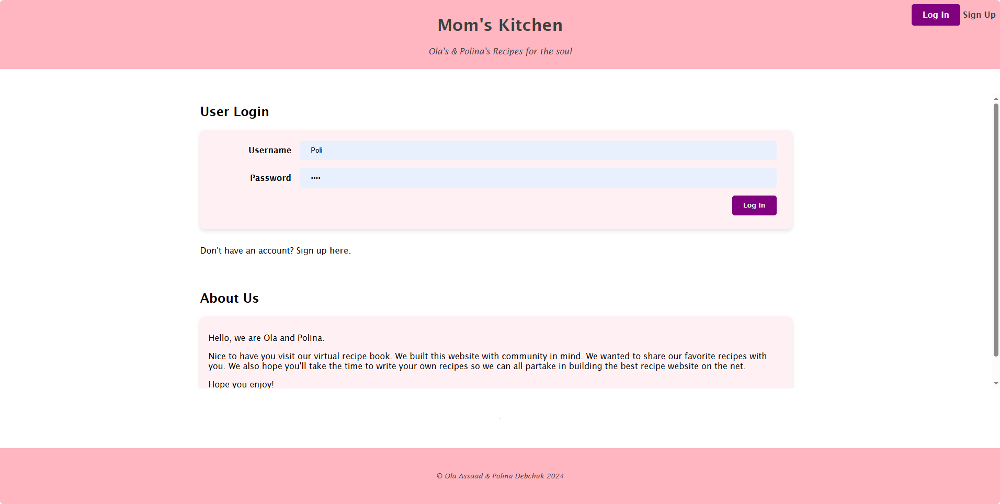 Log In Sign Up
Mom's Kitchen
Ola's & Polina's Recipes for the soul
User Login
Username Poli
Password ••••
Log In
Don't have an account? Sign up here.
About Us
Hello, we are Ola and Polina.
Nice to have you visit our virtual recipe book. We built this website with community in mind. We wanted to share our favorite recipes with
you. We also hope you'll take the time to write your own recipes so we can all partake in building the best recipe website on the net.
Hope you enjoy!
© Ola Assaad & Polina Debchuk 2024